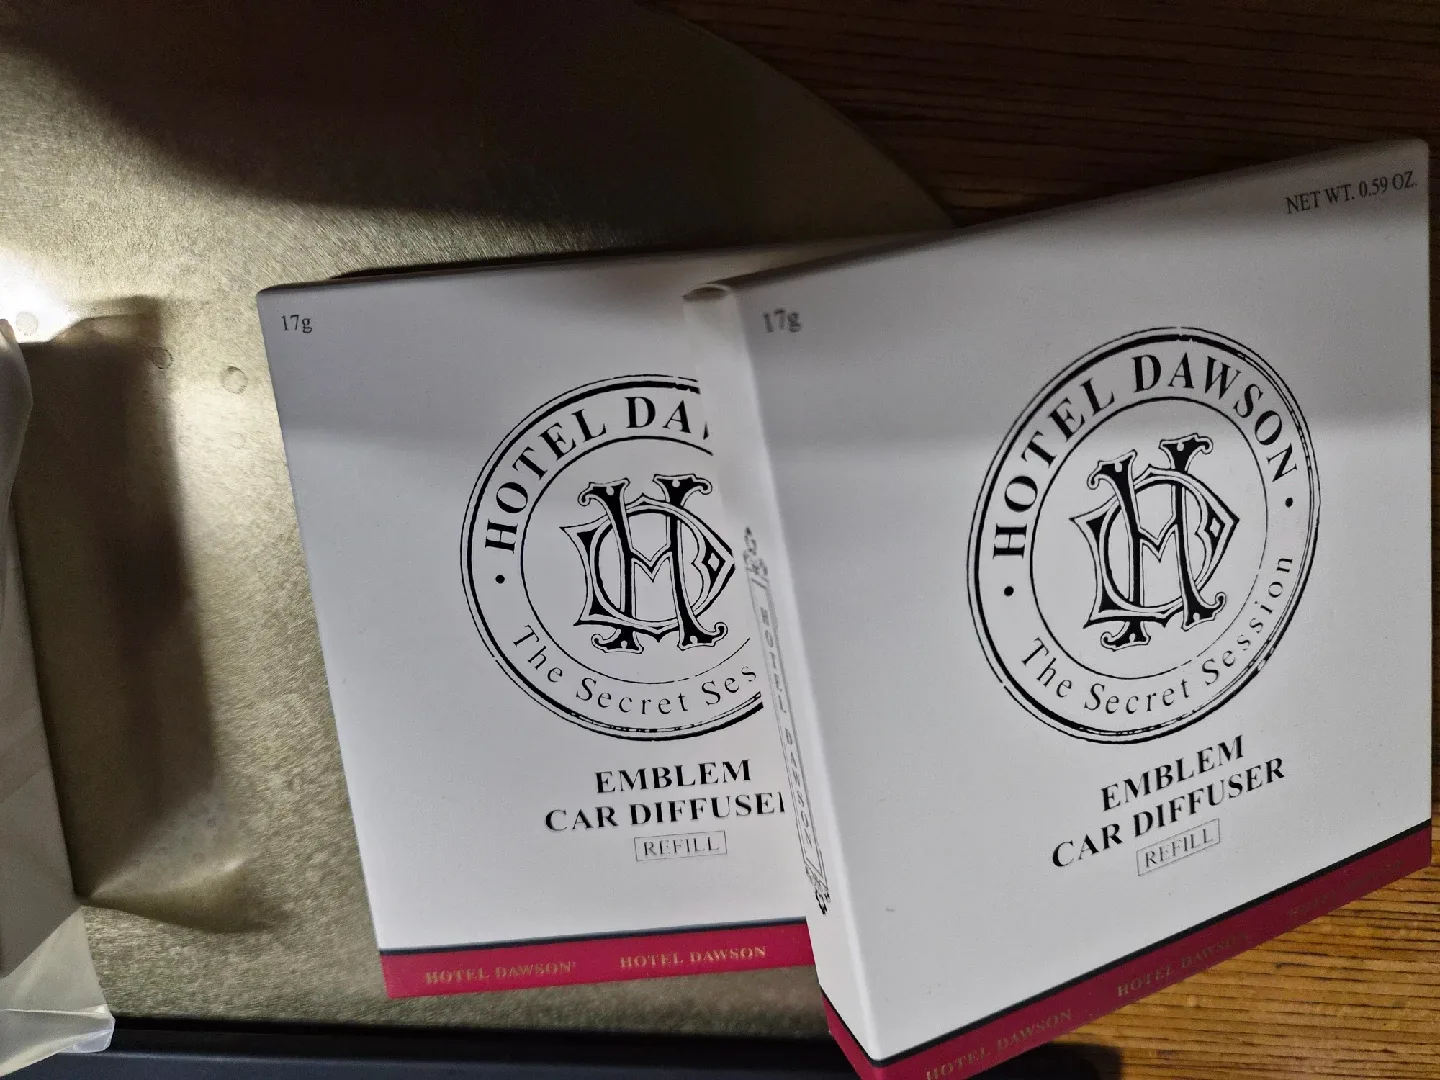 17g
HOTEL DA
The Secret Ses
EMBLEM
CAR DIFFUSE
REFILL
HOTEL DAWSON HOTEL DAWSON
17g
NET WT. 0.59 OZ.
HOTEL DAWSON
The Secret Session
EMBLEM
CAR DIFFUSER
REFILL
HOTEL DAWSON HOTEL DAWSON